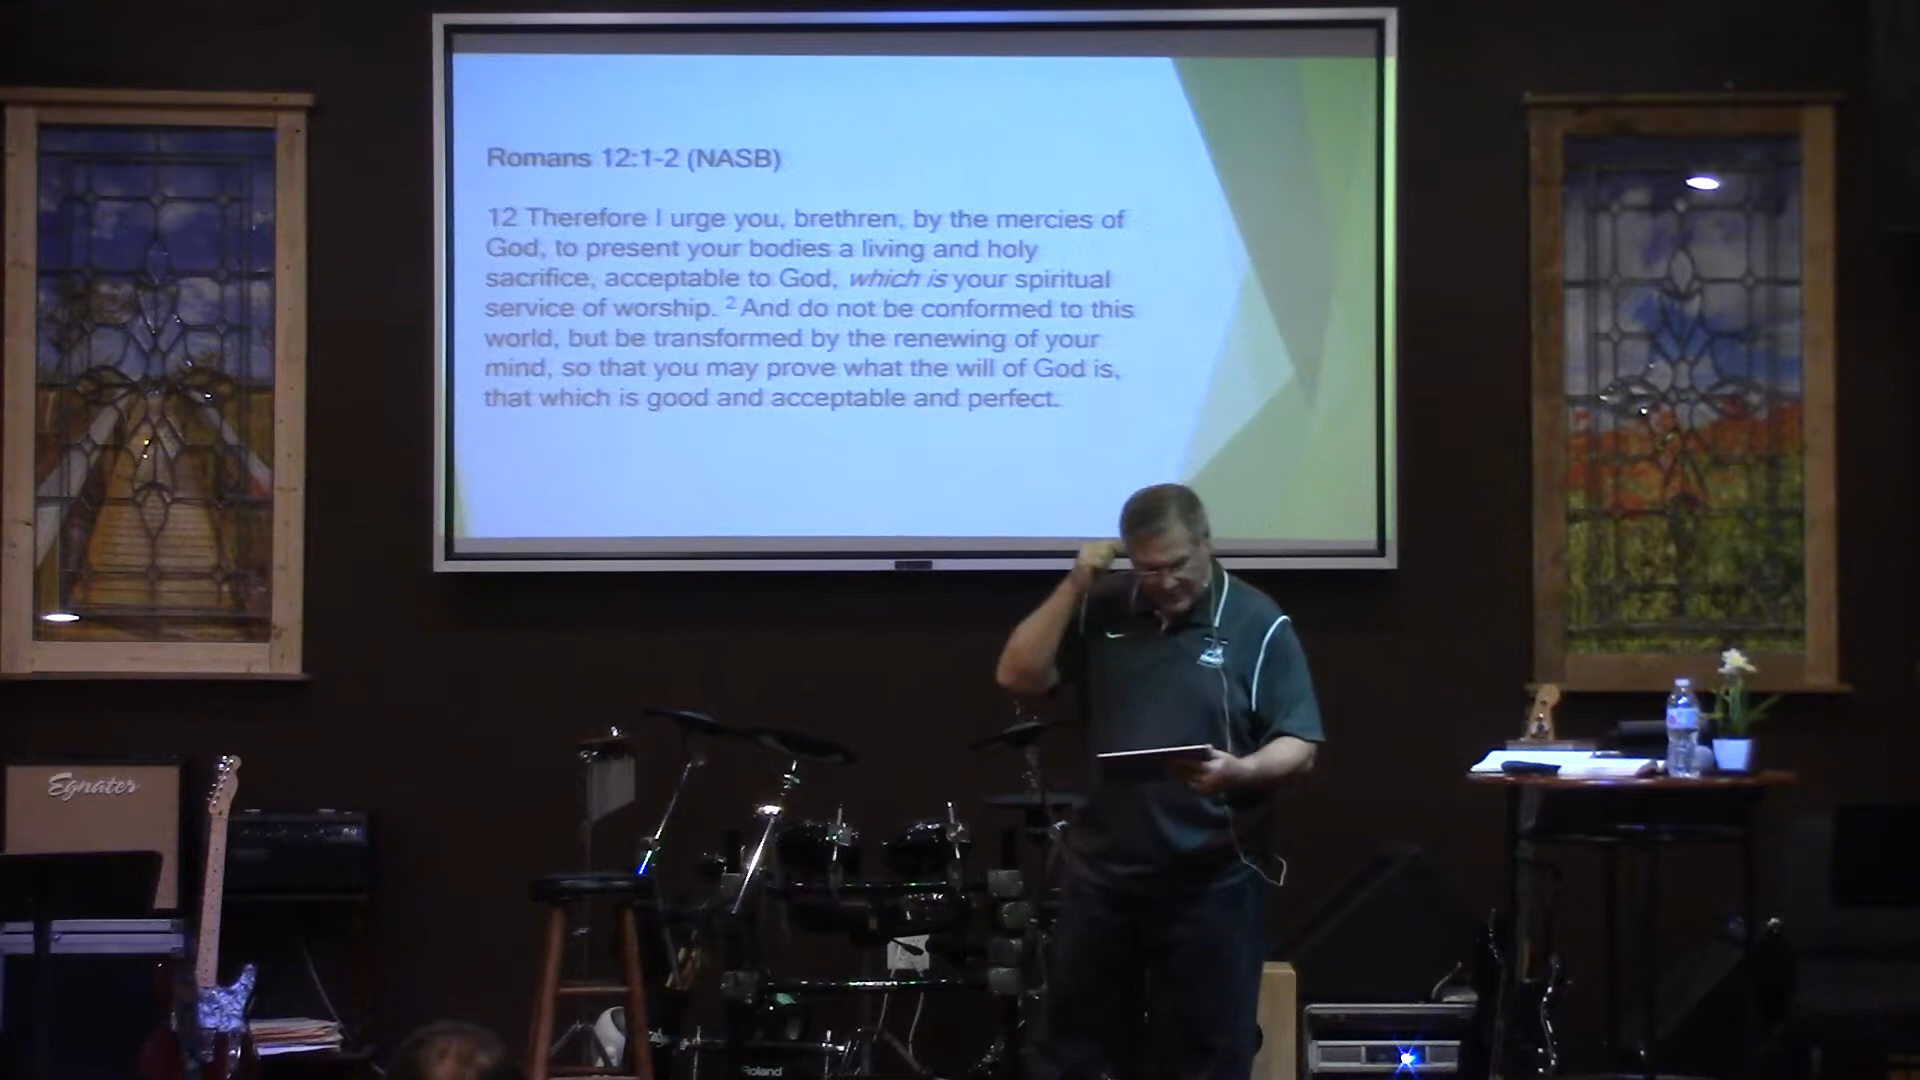 Romans 12:1-2 (NASB)
12 Therefore I urge you, brethren, by the mercies of
God, to present your bodies a living and holy
sacrifice, acceptable to God, which is your spiritual
service of worship. 2 And do not be conformed to this
world, but be transformed by the renewing of your
mind, so that you may prove what the will of God is,
that which is good and acceptable and perfect.
Egnater
Roland